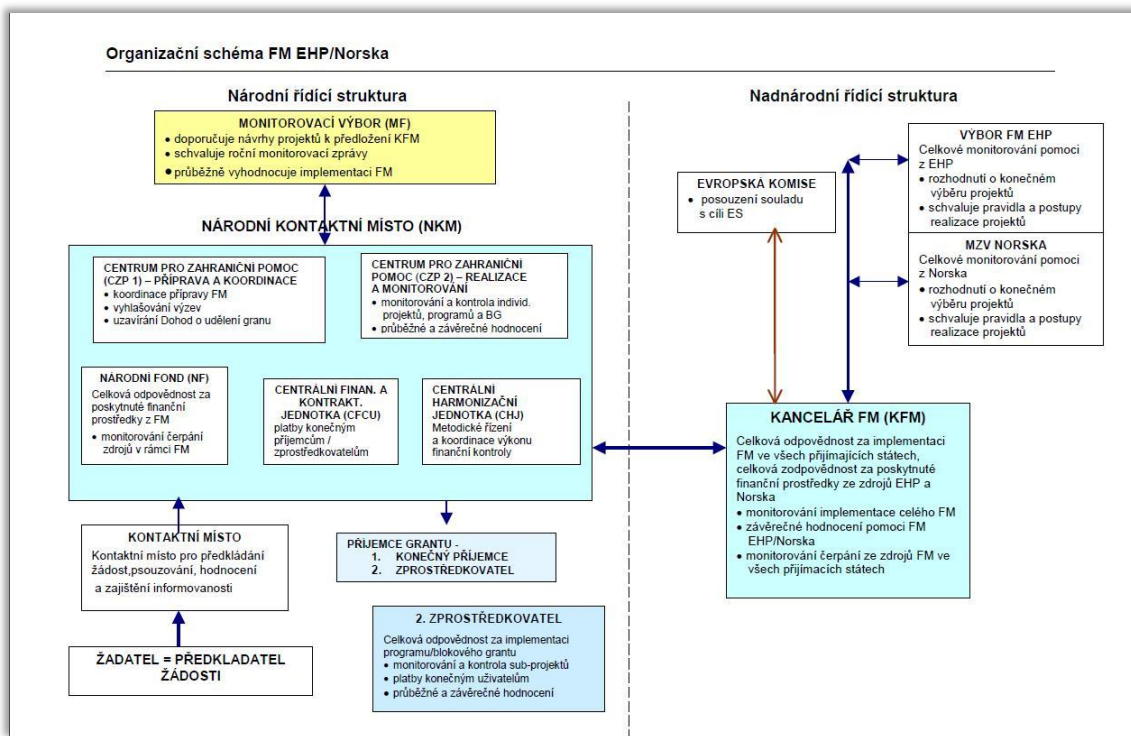 Organizační schéma FM EHP/Norska
Národní řídící struktura
MONITOROVACÍ VÝBOR (MF)
• doporučuje návrhy projektů k předložení KFM
• schvaluje roční monitorovací zprávy
• průběžně vyhodnocuje implementaci FM
NÁRODNÍ KONTAKTNÍ MÍSTO (NKM)
CENTRUM PRO ZAHRANIČNÍ POMOC
(CZP 1) – PŘÍPRAVA A KOORDINACE
• koordinace přípravy FM
• vyhlašování výzev
• uzavírání Dohod o udělení granu
CENTRUM PRO ZAHRANIČNÍ
POMOC (CZP 2) – REALIZACE
A MONITOROVÁNÍ
• monitorování a kontrola individ.
projektů, programů a BG
• průběžné a závěrečné hodnocení
NÁRODNÍ FOND (NF)
Celková odpovědnost za
poskytnuté finanční
prostředky z FM
• monitorování čerpání
zdrojů v rámci FM
CENTRÁLNÍ FINAN. A
KONTRAKT.
JEDNOTKA (CFCU)
platby konečným
příjemcům /
zprostředkovatelům
CENTRÁLNÍ
HARMONIZAČNÍ
JEDNOTKA (CHJ)
Metodické řízení
a koordinace výkonu
finanční kontroly
KONTAKTNÍ MÍSTO
Kontaktní místo pro předkládání
žádost,psouzování, hodnocení
a zajištění informovanosti
ŽADATEL = PŘEDKLADATEL
ŽÁDOSTI
PŘÍJEMCE GRANTU -
1. KONEČNÝ PŘÍJEMCE
2. ZPROSTŘEDKOVATEL
2. ZPROSTŘEDKOVATEL
Celková odpovědnost za implementaci
programu/blokového grantu
• monitorování a kontrola sub-projektů
• platby konečným uživatelům
• průběžné a závěrečné hodnocení
Nadnárodní řídící struktura
EVROPSKÁ KOMISE
• posouzení souladu
s cíli ES
VÝBOR FM EHP
Celkové monitorování pomoci
z EHP
• rozhodnutí o konečném
výběru projektů
• schvaluje pravidla a postupy
realizace projektů
MZV NORSKA
Celkové monitorování pomoci
z Norska
• rozhodnutí o konečném
výběru projektů
• schvaluje pravidla a postupy
realizace projektů
KANCELÁŘ FM (KFM)
Celková odpovědnost za implementaci
FM ve všech přijímajících státech,
celková zodpovědnost za poskytnuté
finanční prostředky ze zdrojů EHP a
Norska
• monitorování implementace celého FM
• závěrečné hodnocení pomoci FM
EHP/Norska
• monitorování čerpání ze zdrojů FM ve
všech přijímacích státech